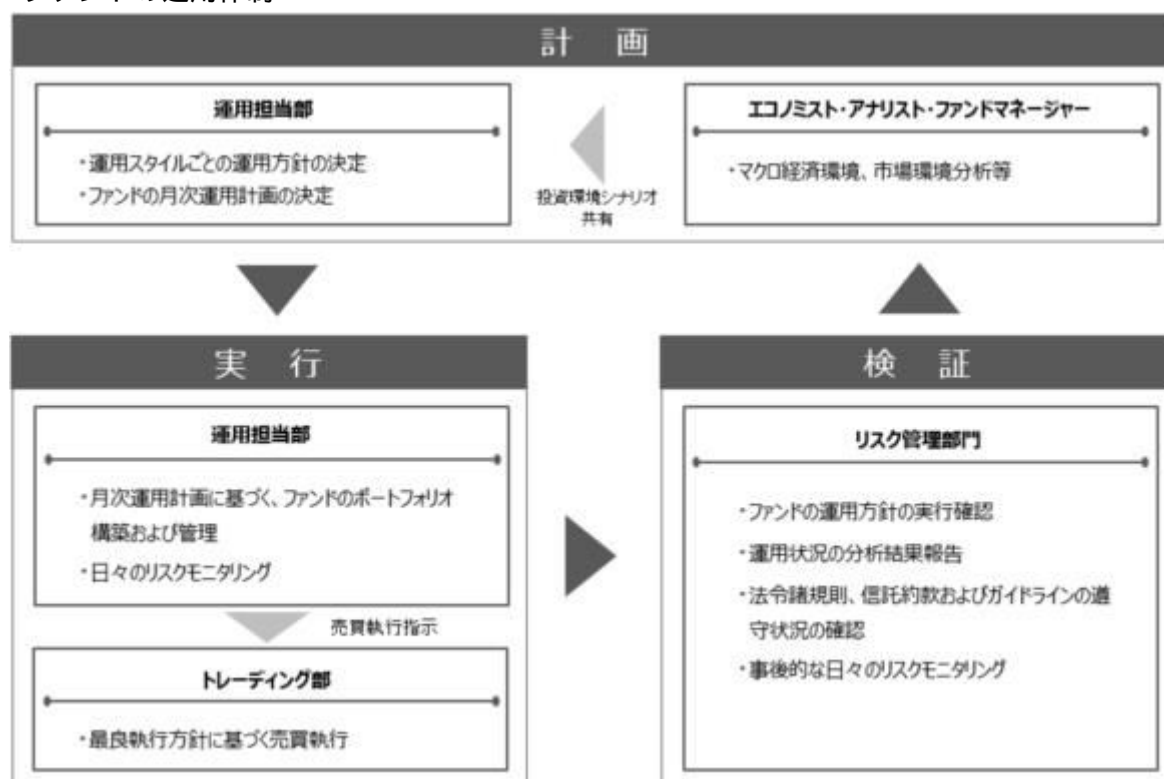 計 画
運用担当部
・運用スタイルごとの運用方針の決定
・ファンドの月次運用計画の決定
投資環境シナリオ
共有
エコノミスト・アナリスト・ファンドマネージャー
・マクロ経済環境、市場環境分析等
実 行
運用担当部
・月次運用計画に基づく、ファンドのポートフォリオ
構築および管理
・日々のリスクモニタリング
売買執行指示
トレーディング部
・最良執行方針に基づく売買執行
検 証
リスク管理部門
・ファンドの運用方針の実行確認
・運用状況の分析結果報告
・法令諸規則、信託約款およびガイドラインの遵
守状況の確認
・事後的な日々のリスクモニタリング